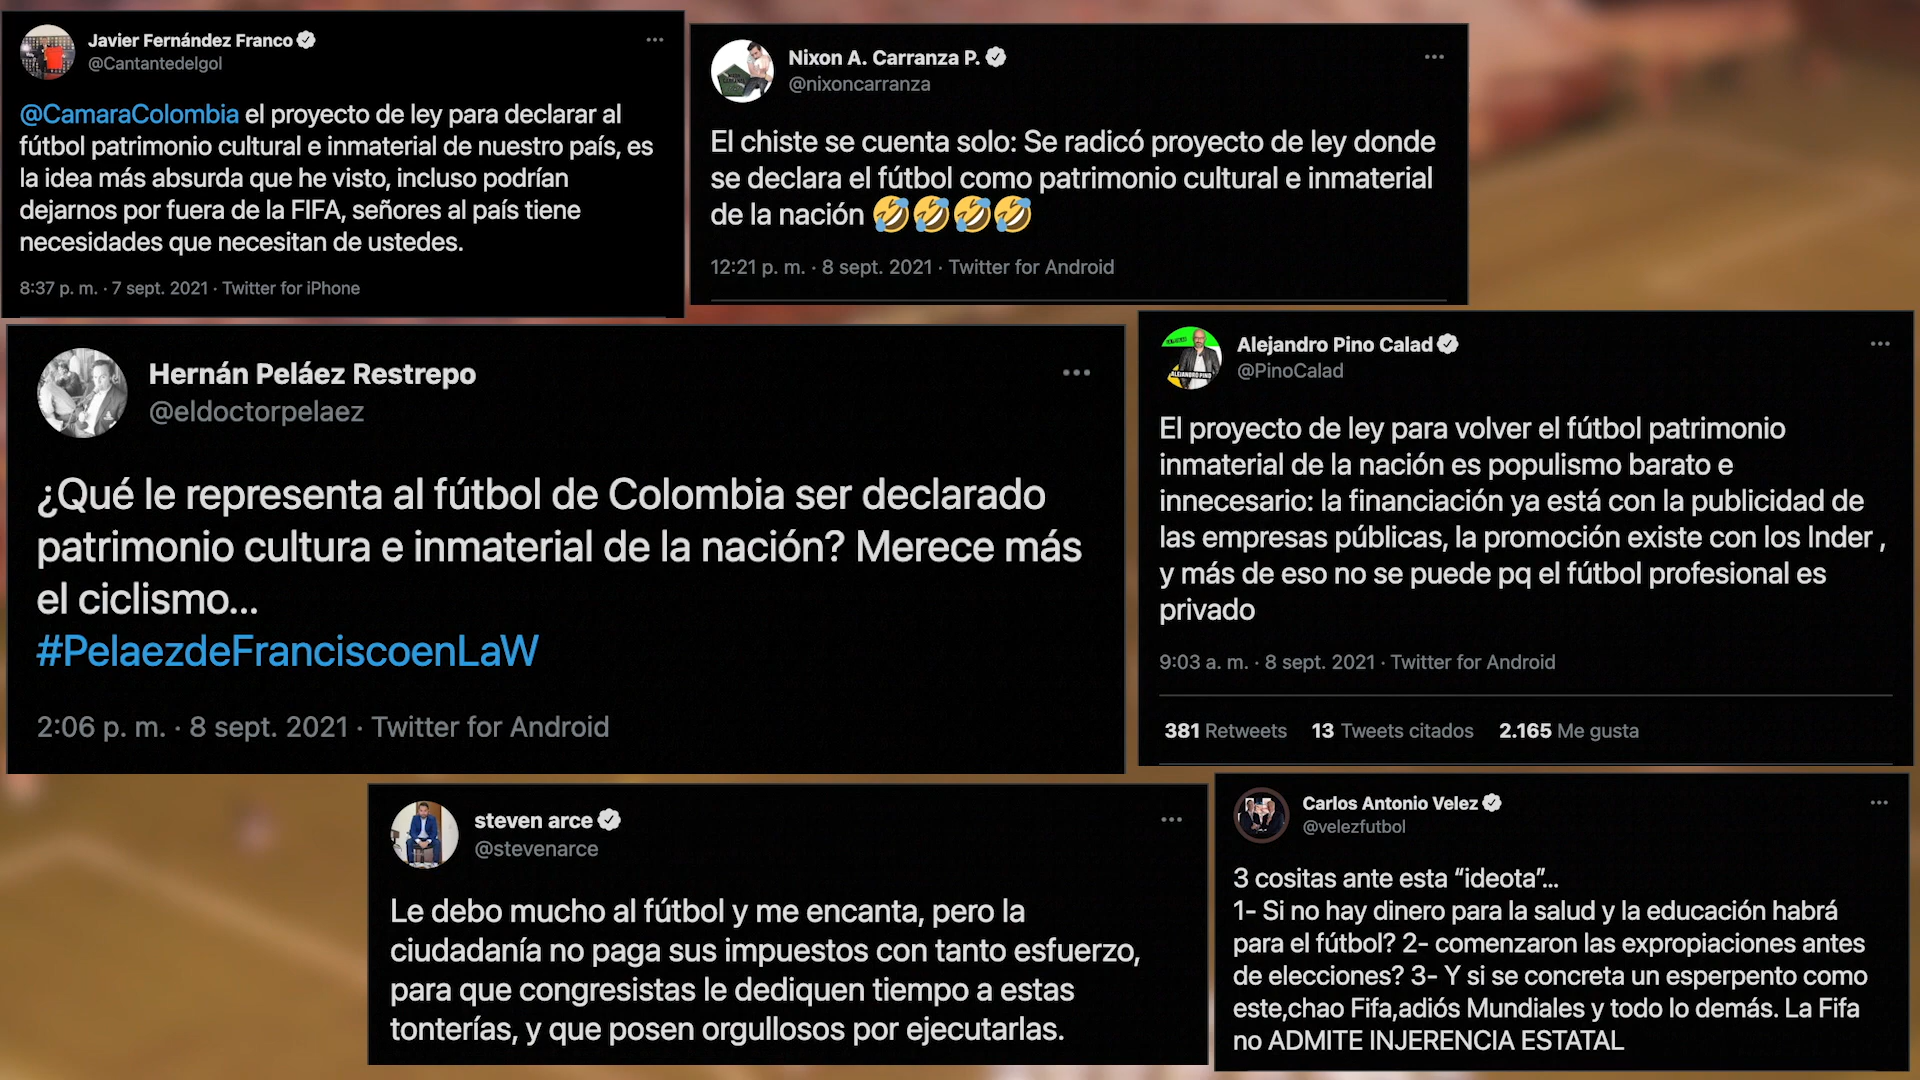 Javier Fernández Franco
@Cantantedelgol
@CamaraColombia el proyecto de ley para declarar al
fútbol patrimonio cultural e inmaterial de nuestro país, es
la idea más absurda que he visto, incluso podrían
dejarnos por fuera de la FIFA, señores al país tiene
necesidades que necesitan de ustedes.
8:37 p. m. · 7 sept. 2021 · Twitter for iPhone
Nixon A. Carranza P.
@nixoncarranza
El chiste se cuenta solo: Se radicó proyecto de ley donde
se declara el fútbol como patrimonio cultural e inmaterial
de la nación 🤣🤣🤣🤣
12:21 p. m. · 8 sept. 2021 · Twitter for Android
Hernán Peláez Restrepo
@eldoctorpelaez
¿Qué le representa al fútbol de Colombia ser declarado
patrimonio cultura e inmaterial de la nación? Merece más
el ciclismo...
#PelaezdeFranciscoenLaW
2:06 p. m. · 8 sept. 2021 · Twitter for Android
ALEJANDRO PINO
Alejandro Pino Calad
@PinoCalad
El proyecto de ley para volver el fútbol patrimonio
inmaterial de la nación es populismo barato e
innecesario: la financiación ya está con la publicidad de
las empresas públicas, la promoción existe con los Inder ,
y más de eso no se puede pq el fútbol profesional es
privado
9:03 a. m. · 8 sept. 2021 · Twitter for Android
381 Retweets 13 Tweets citados 2.165 Me gusta
steven arce
@stevenarce
Le debo mucho al fútbol y me encanta, pero la
ciudadanía no paga sus impuestos con tanto esfuerzo,
para que congresistas le dediquen tiempo a estas
tonterías, y que posen orgullosos por ejecutarlas.
Carlos Antonio Velez
@velezfutbol
3 cositas ante esta “ideota”...
1- Si no hay dinero para la salud y la educación habrá
para el fútbol? 2- comenzaron las expropiaciones antes
de elecciones? 3- Y si se concreta un esperpento como
este,chao Fifa,adiós Mundiales y todo lo demás. La Fifa
no ADMITE INJERENCIA ESTATAL